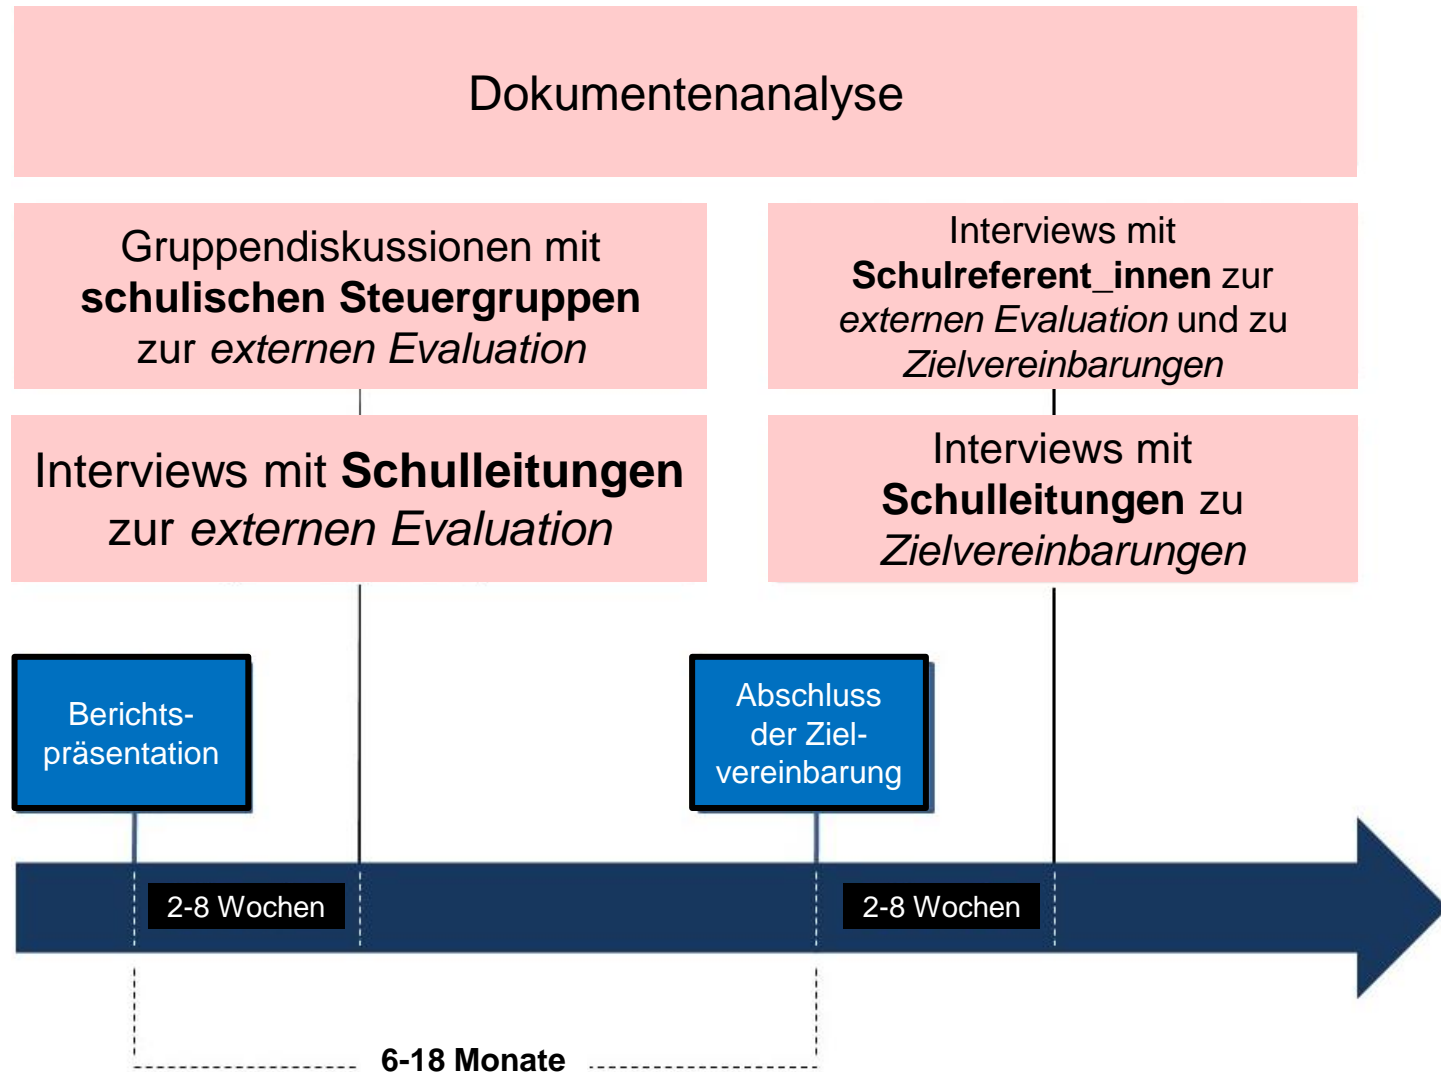 Dokumentenanalyse
Gruppendiskussionen mit
schulischen Steuergruppen
zur externen Evaluation
Interviews mit
Schulreferent_innen zur
externen Evaluation und zu
Zielvereinbarungen
Interviews mit Schulleitungen
zur externen Evaluation
Interviews mit
Schulleitungen zu
Zielvereinbarungen
Berichts-
präsentation
Abschluss
der Ziel-
vereinbarung
2-8 Wochen
2-8 Wochen
6-18 Monate